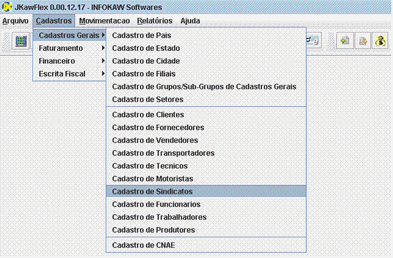 JKawFlex 00.12.17 - INFOKAW Softwares
Arquivo Cadastros Movimentacao Relatórios Ajuda
Cadastros Gerais
Faturamento
Financeiro
Escrita Fiscal
Cadastro de Pais
Cadastro de Estado
Cadastro de Cidade
Cadastro de Filiais
Cadastro de Grupos/Sub-Grupos de Cadastros Gerais
Cadastro de Setores
Cadastro de Clientes
Cadastro de Fornecedores
Cadastro de Vendedores
Cadastro de Transportadores
Cadastro de Tecnicos
Cadastro de Motoristas
Cadastro de Sindicatos
Cadastro de Funcionarios
Cadastro de Trabalhadores
Cadastro de Produtores
Cadastro de CNAE